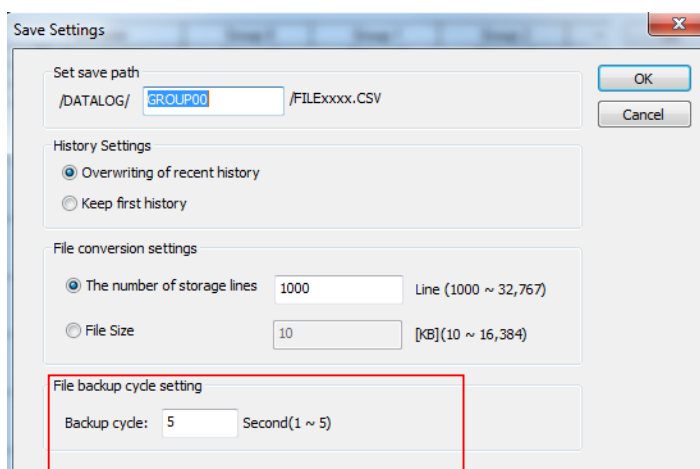 Save Settings
Set save path
OK
/DATALOG/ GROUP00 /FILExxxx.CSV
Cancel
History Settings
Overwriting of recent history
Keep first history
File conversion settings
The number of storage lines 1000 Line (1000 ~ 32,767)
File Size 10 [KB](10 ~ 16,384)
File backup cycle setting
Backup cycle: 5 Second(1 ~ 5)